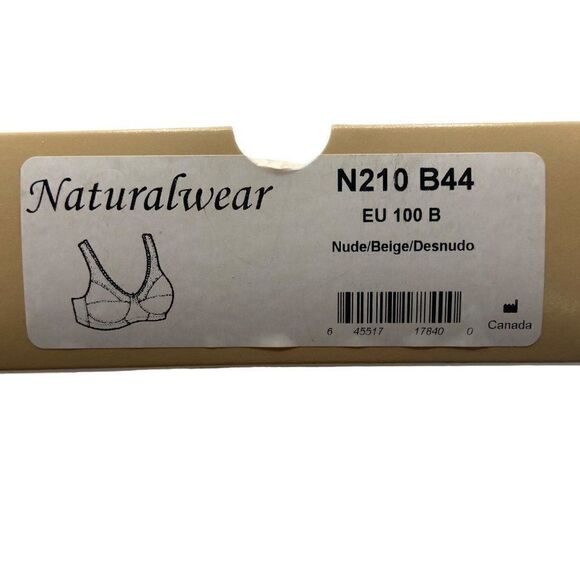 Naturalwear
N210 B44
EU 100 B
Nude/Beige/Desnudo
6 45517 17840 0
Canada